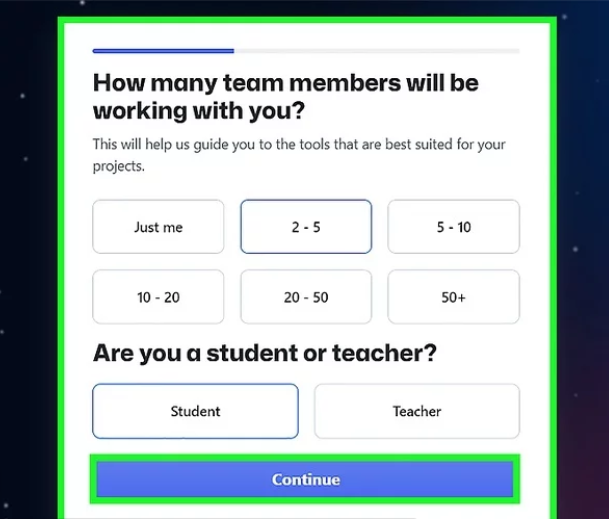 How many team members will be
working with you?
This will help us guide you to the tools that are best suited for your
projects.
Just me
2 - 5
5 - 10
10 - 20
20 - 50
50+
Are you a student or teacher?
Student
Teacher
Continue